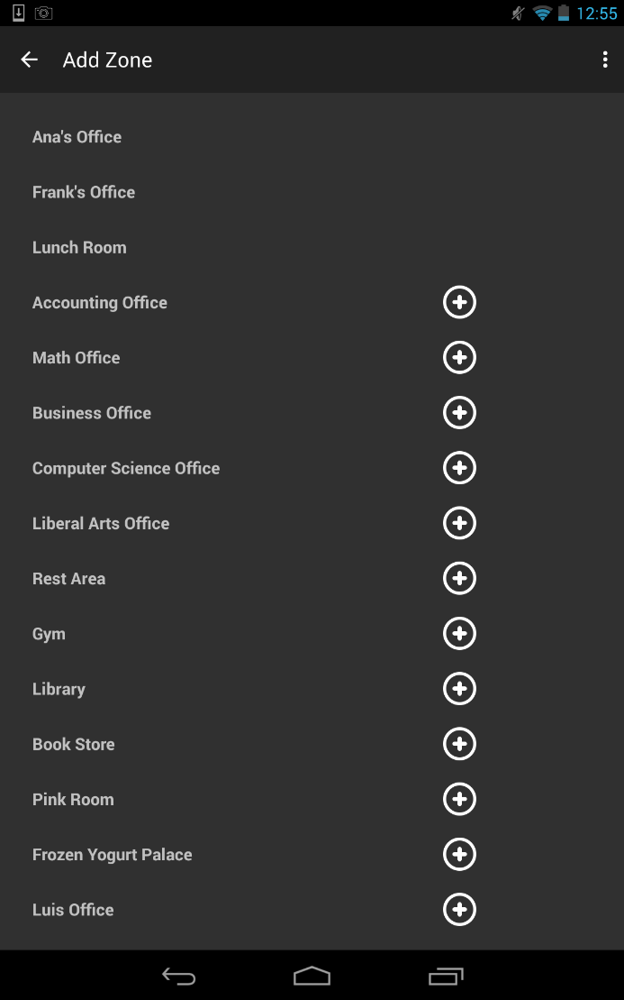 12:55
Add Zone
Ana's Office
Frank's Office
Lunch Room
Accounting Office
Math Office
Business Office
Computer Science Office
Liberal Arts Office
Rest Area
Gym
Library
Book Store
Pink Room
Frozen Yogurt Palace
Luis Office